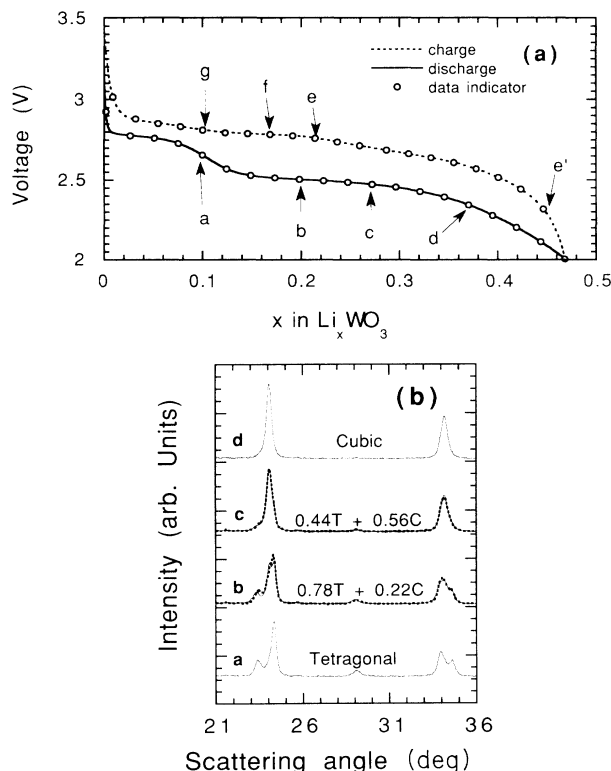 3.5
3
2.5
2
Voltage (V)
(a)
charge
discharge
data indicator
g
f
e
e'
a
b
c
d
0
0.1
0.2
0.3
0.4
0.5
x in LixWO3
(b)
d
Cubic
c
0.44T + 0.56C
b
0.78T + 0.22C
a
Tetragonal
Intensity (arb. Units)
21
26
31
36
Scattering angle (deg)